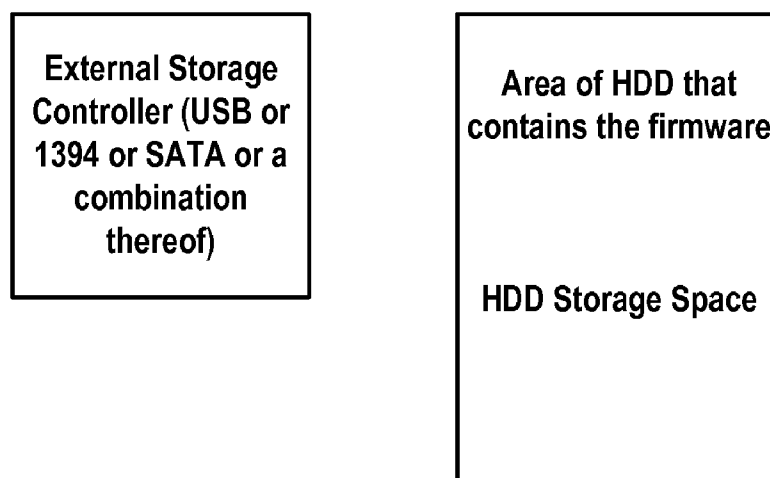 External Storage
Controller (USB or
1394 or SATA or a
combination
thereof)
Area of HDD that
contains the firmware
HDD Storage Space